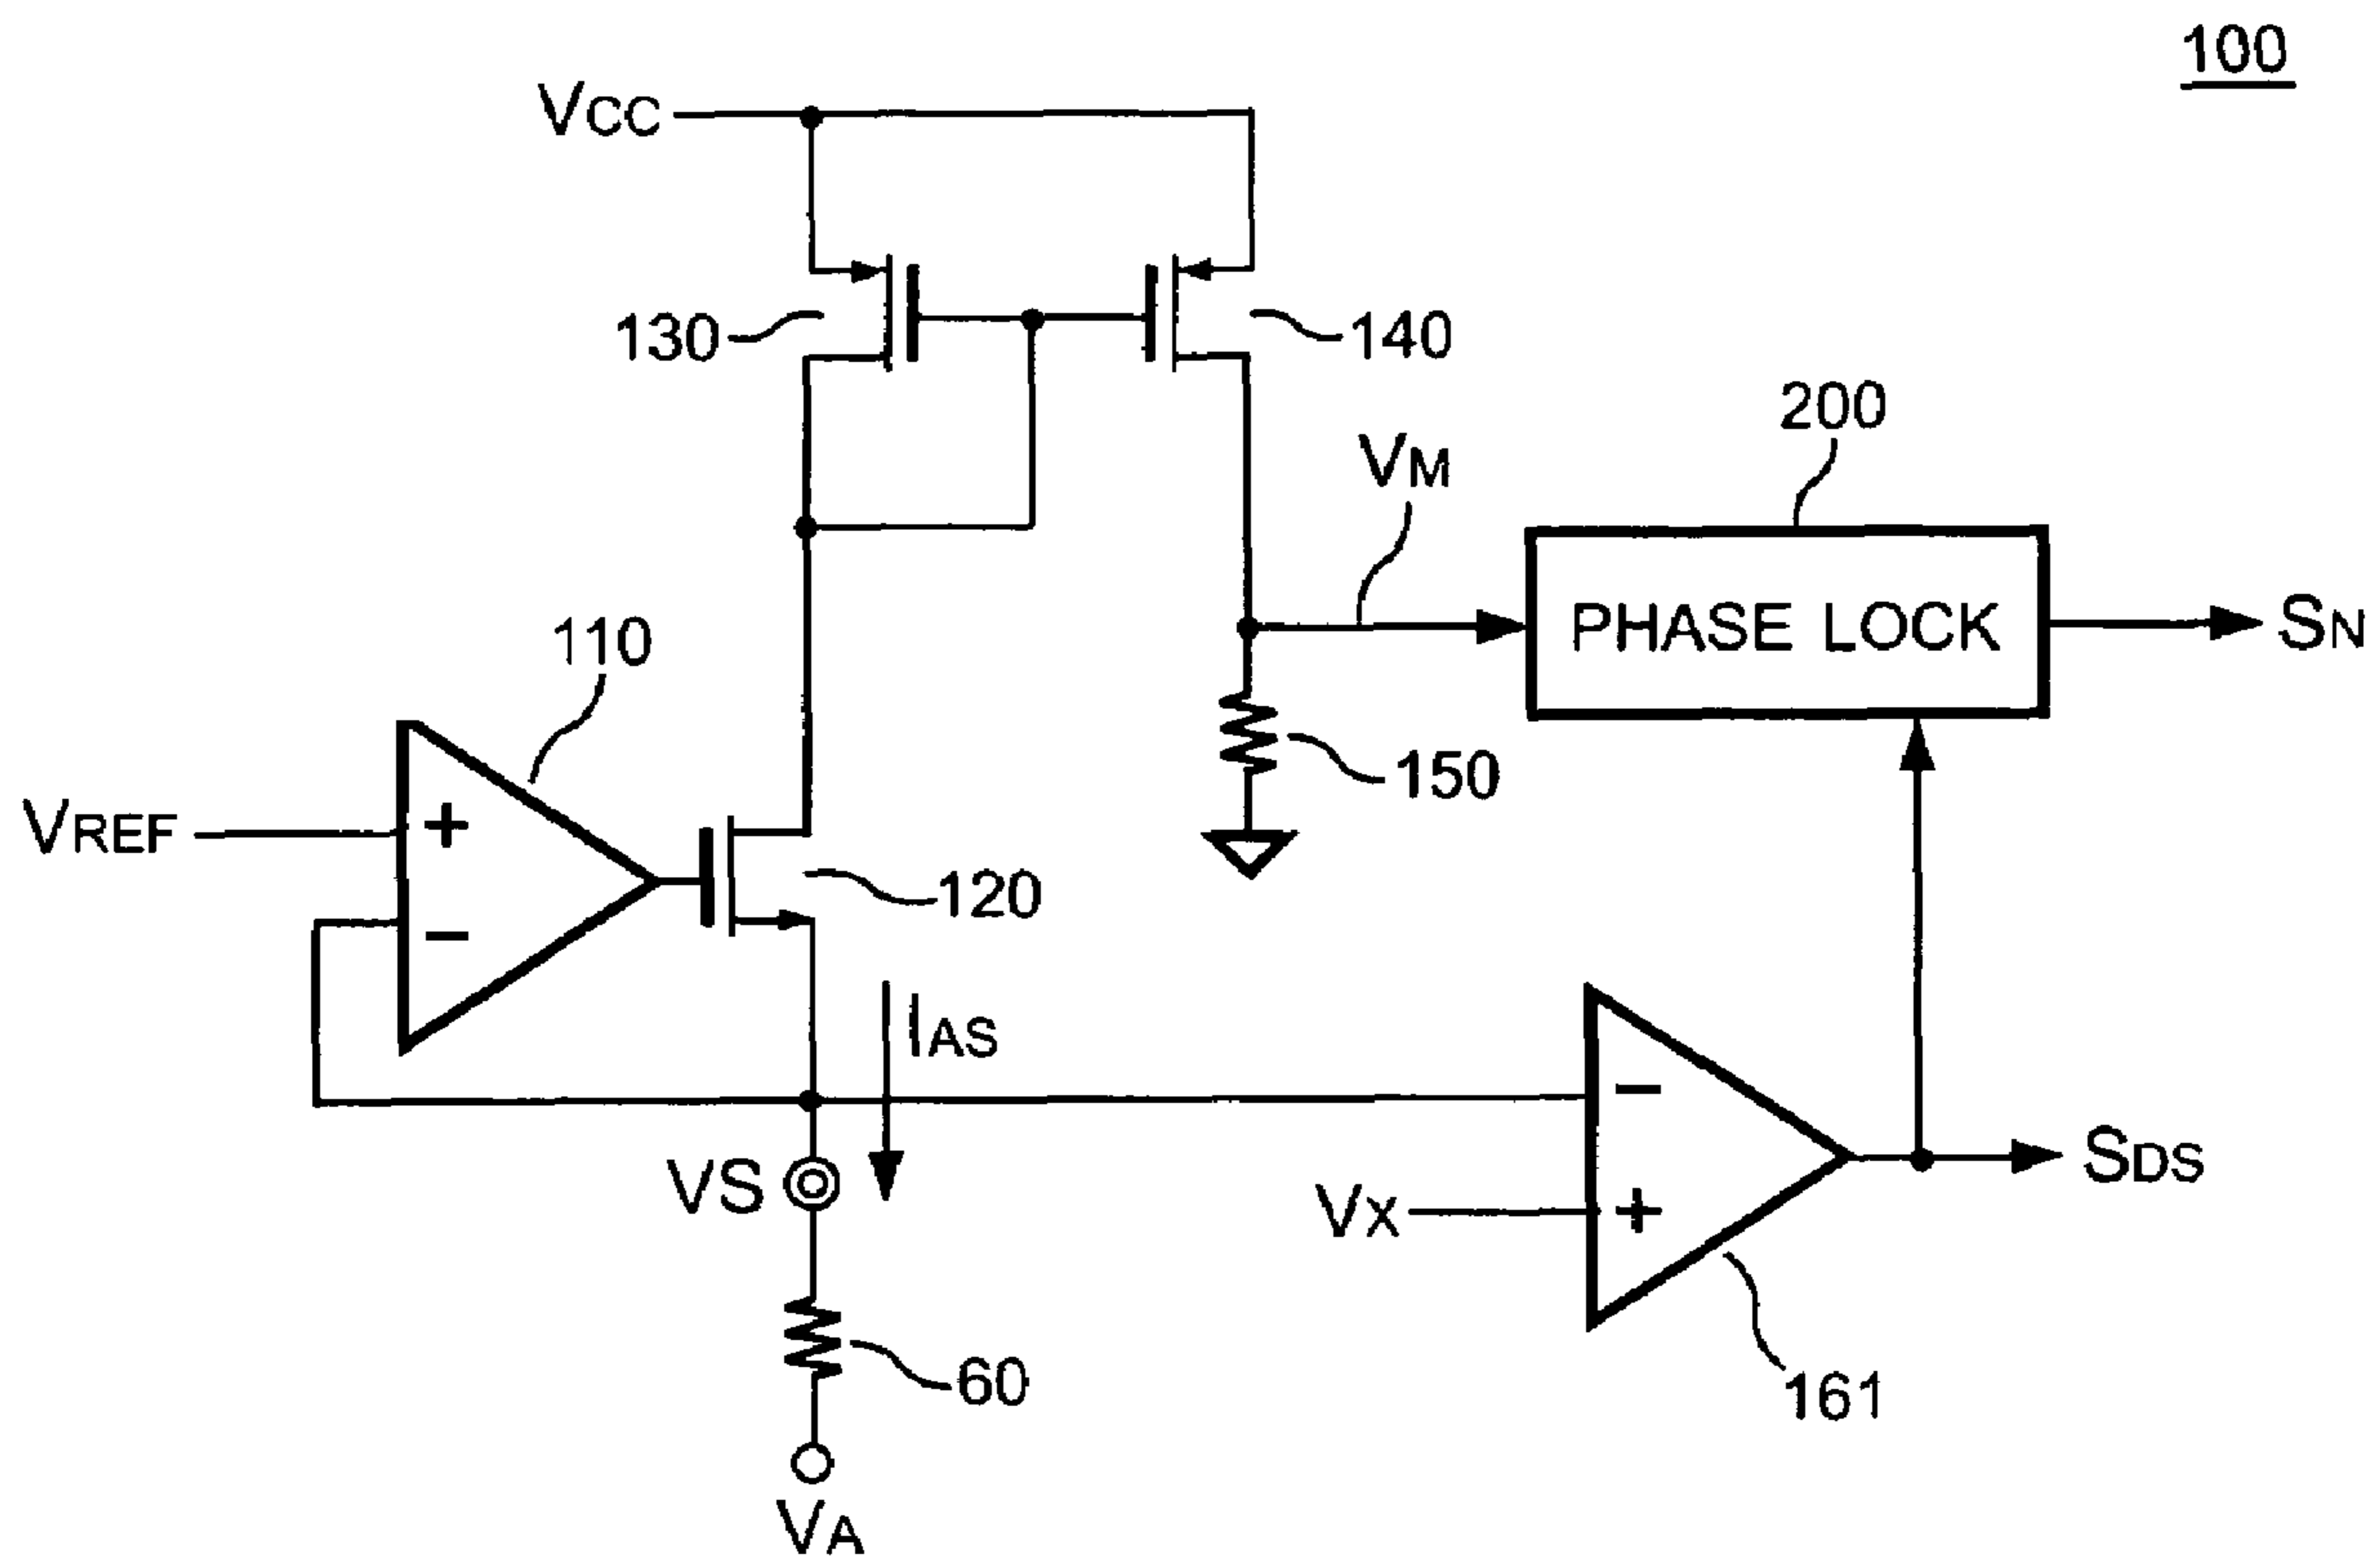 100
VCC
130
140
200
VM
PHASE LOCK
SN
110
150
VREF
+
−
120
IAS
−
VS
VX
+
SDS
60
161
VA